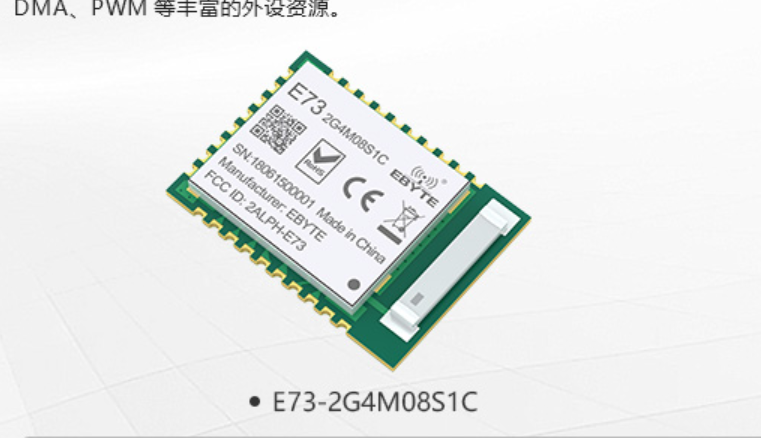 DMA、PWM 等丰富的外设资源。
E73 2G4M08S1C
RoHS
EBYTE
SN:18061500001 Made in China
Manufacturer: EBYTE
FCC ID: 2ALPH-E73
• E73-2G4M08S1C